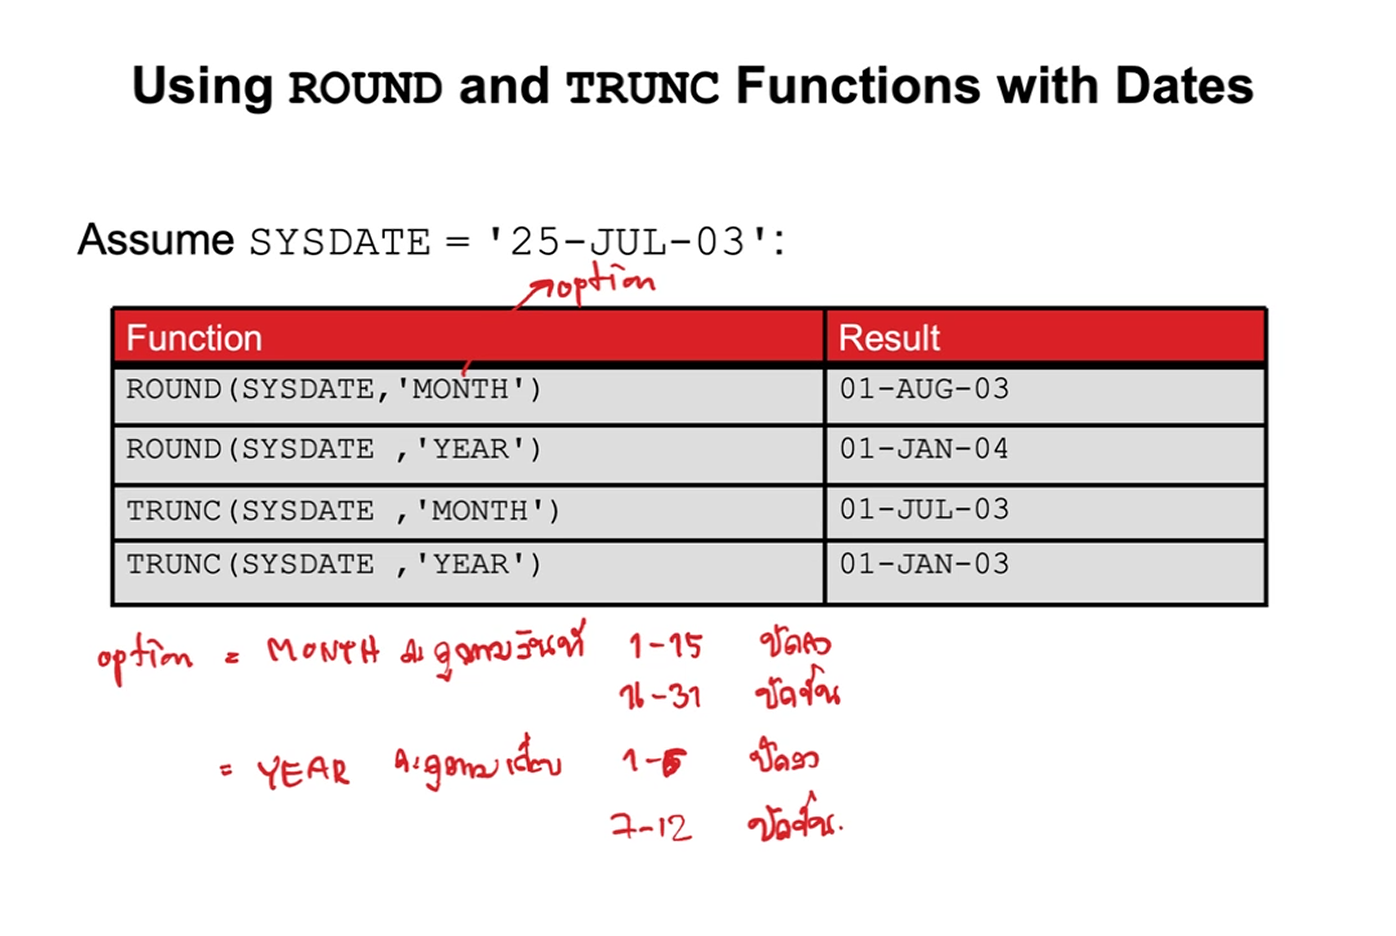 Using ROUND and TRUNC Functions with Dates
Assume SYSDATE = '25-JUL-03':
option
Function Result
ROUND(SYSDATE,'MONTH') 01-AUG-03
ROUND(SYSDATE ,'YEAR') 01-JAN-04
TRUNC(SYSDATE ,'MONTH') 01-JUL-03
TRUNC(SYSDATE ,'YEAR') 01-JAN-03
option = MONTH จะดูตามวันที่ 1-15 ปัดลง
16-31 ปัดขึ้น
= YEAR จะดูตามเดือน 1-6 ปัดลง
7-12 ปัดขึ้น.